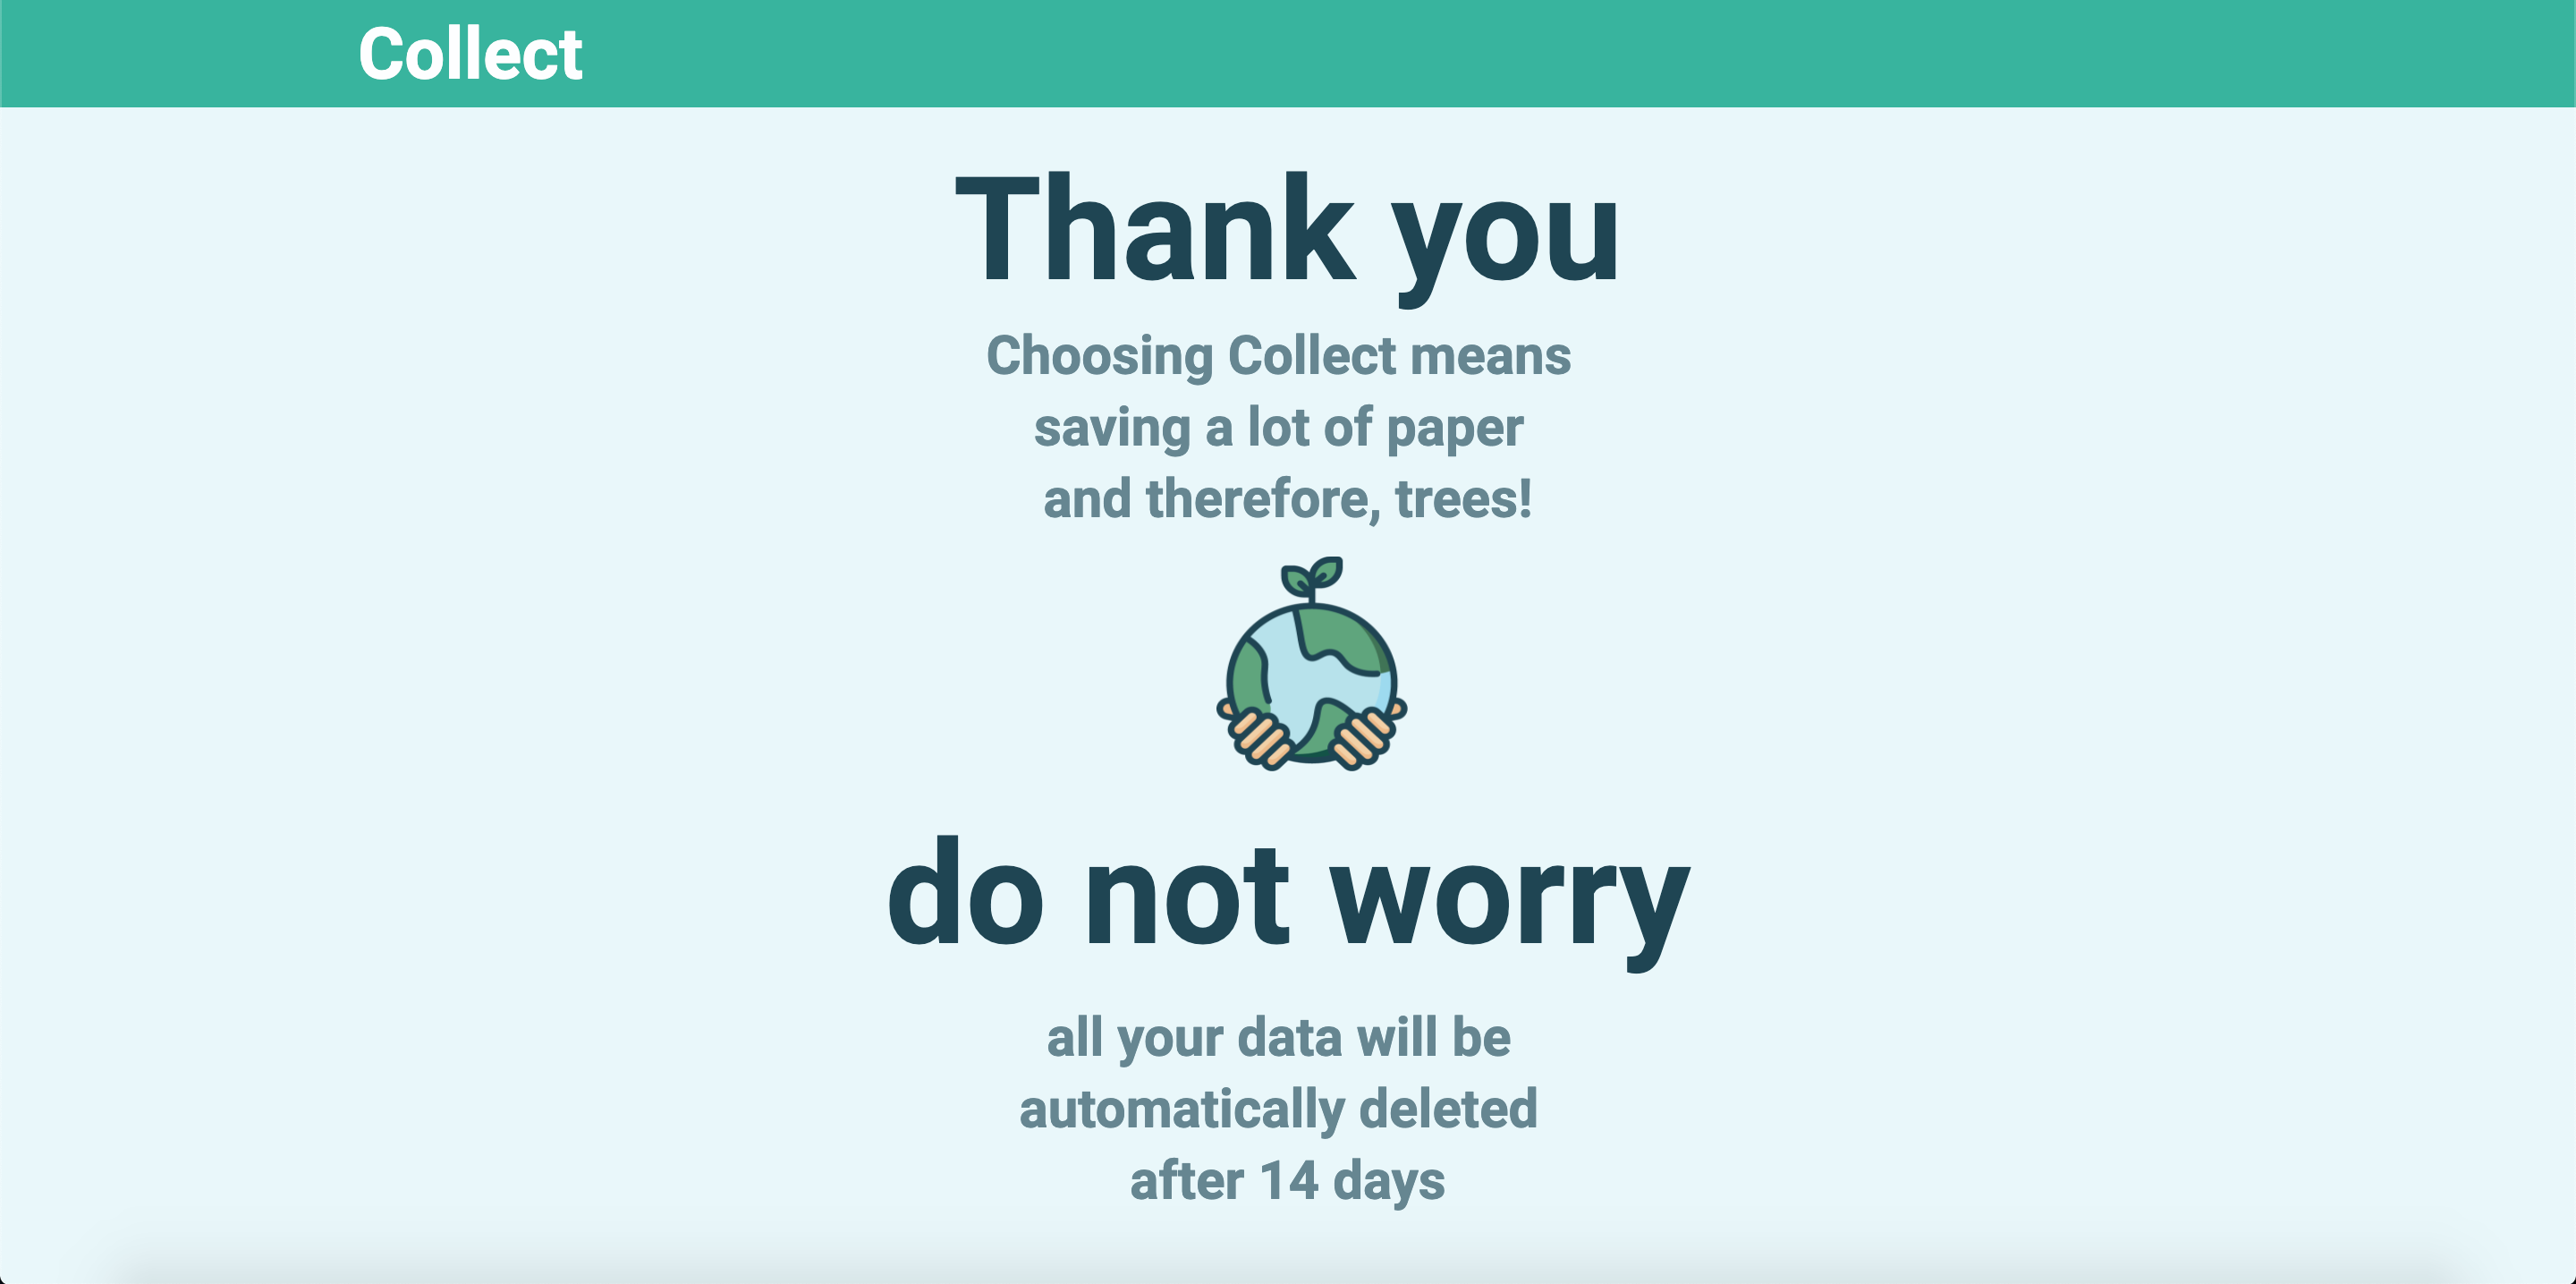 Collect
Thank you
Choosing Collect means
saving a lot of paper
and therefore, trees!
do not worry
all your data will be
automatically deleted
after 14 days